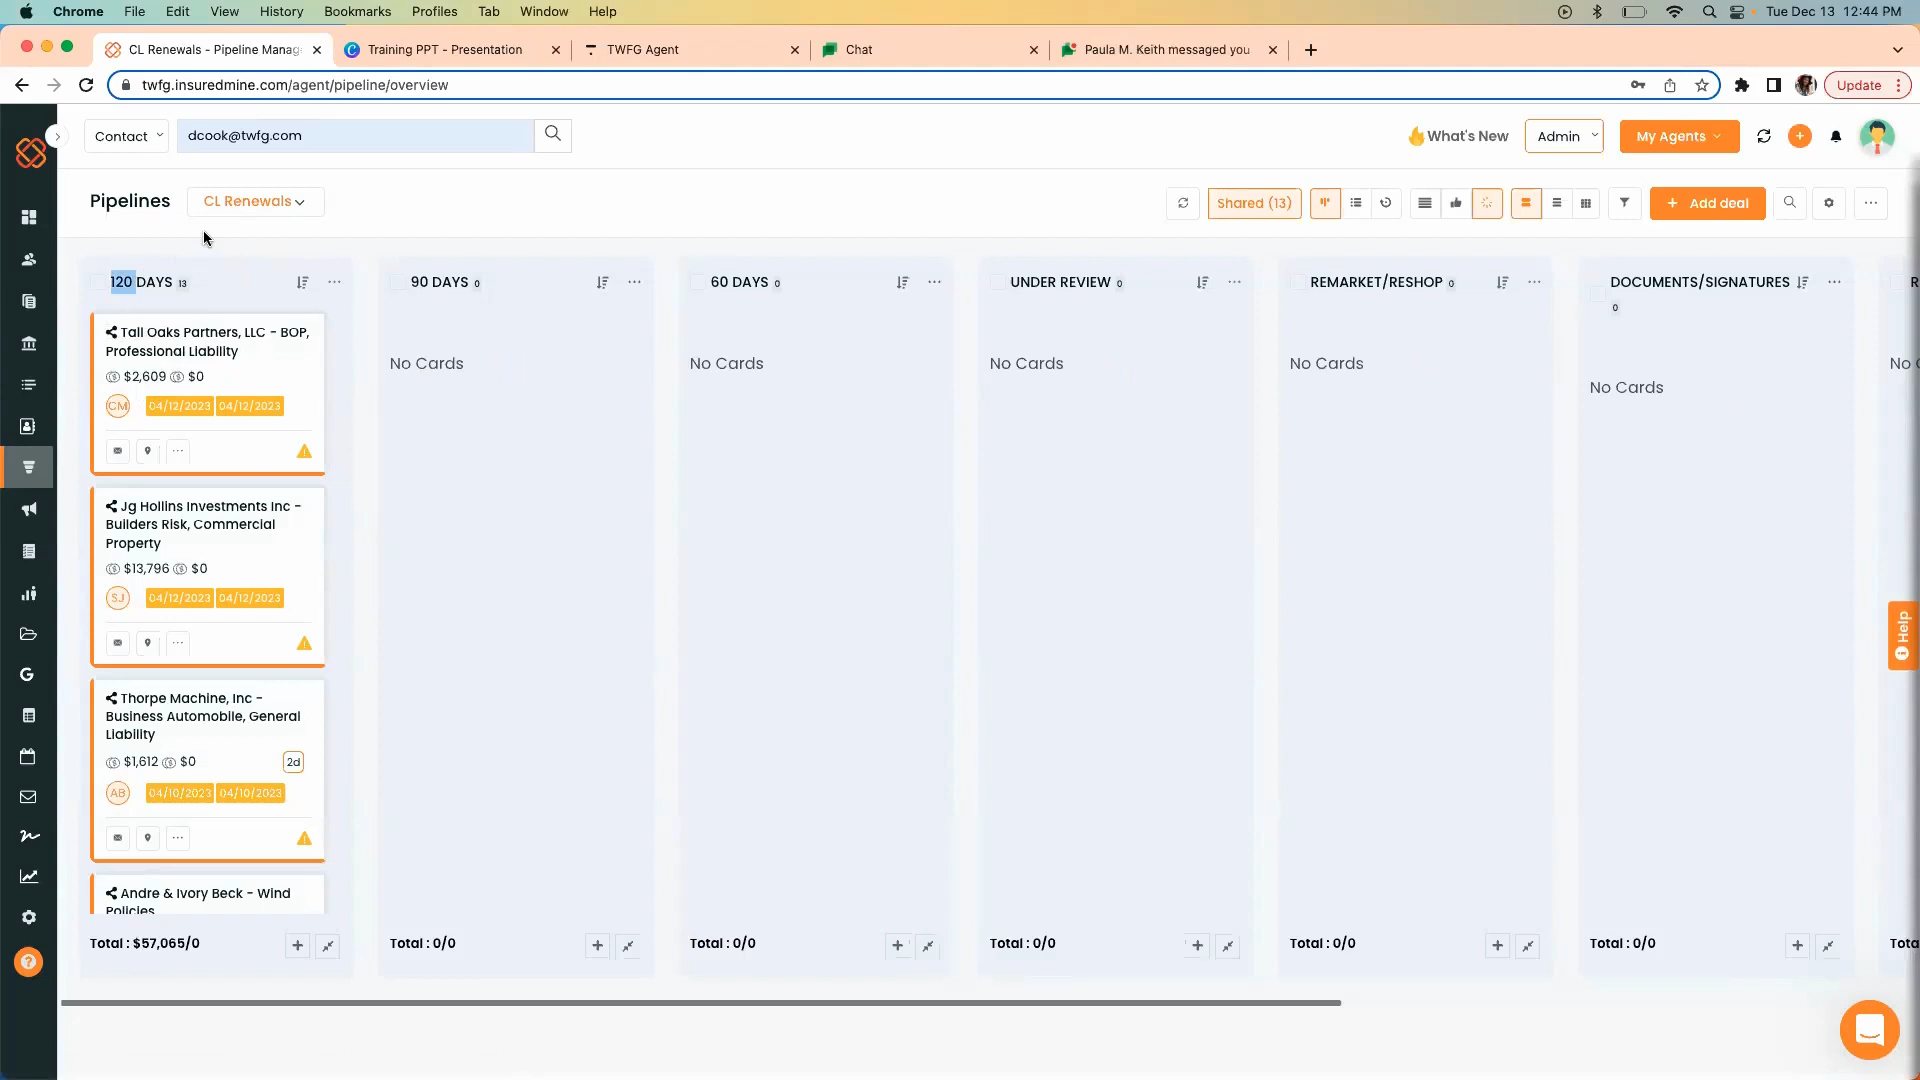 Chrome File Edit View History Bookmarks Profiles Tab Window Help Tue Dec 13 12:44 PM
CL Renewals - Pipeline Manag
Training PPT - Presentation
TWFG Agent
Chat
Paula M. Keith messaged you
twfg.insuredmine.com/agent/pipeline/overview
Update
Contact
dcook@twfg.com
What's New
Admin
My Agents
Pipelines
CL Renewals
Shared (13)
+ Add deal
120 DAYS 13
Tall Oaks Partners, LLC - BOP,
Professional Liability
$2,609 $0
CM 04/12/2023 04/12/2023
Jg Hollins Investments Inc -
Builders Risk, Commercial
Property
$13,796 $0
SJ 04/12/2023 04/12/2023
Thorpe Machine, Inc -
Business Automobile, General
Liability
$1,612 $0 2d
AB 04/10/2023 04/10/2023
Andre & Ivory Beck - Wind
Policies
Total : $57,065/0
90 DAYS 0
No Cards
Total : 0/0
60 DAYS 0
No Cards
Total : 0/0
UNDER REVIEW 0
No Cards
Total : 0/0
REMARKET/RESHOP 0
No Cards
Total : 0/0
DOCUMENTS/SIGNATURES
0
No Cards
Total : 0/0
R
No
Tota
Help